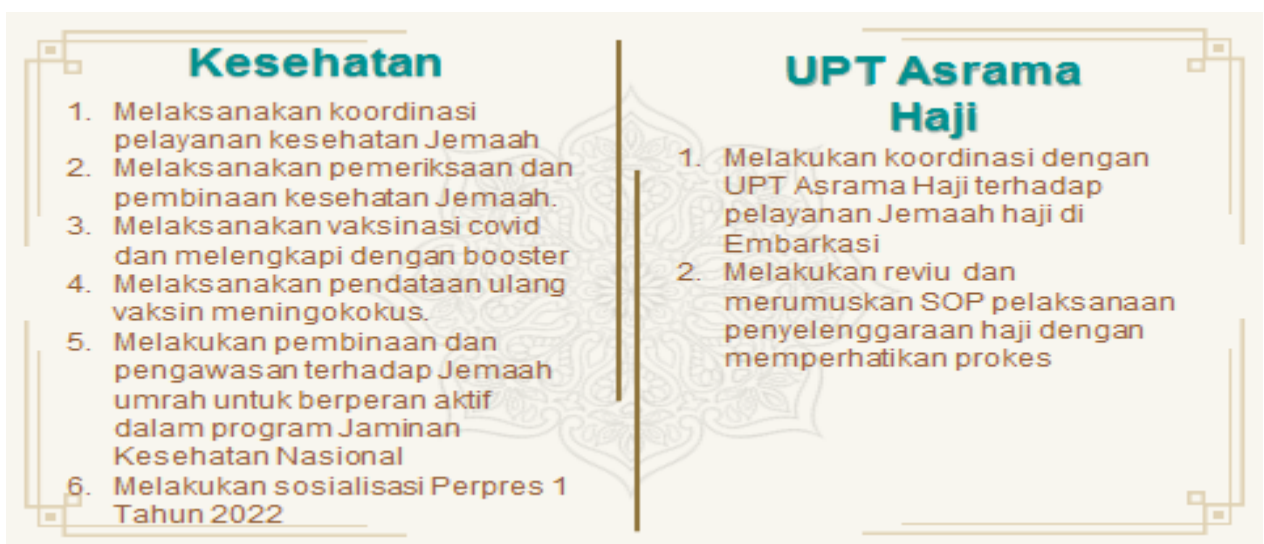 Kesehatan
1. Melaksanakan koordinasi
pelayanan kesehatan Jemaah
2. Melaksanakan pemeriksaan dan
pembinaan kesehatan Jemaah.
3. Melaksanakan vaksinasi covid
dan melengkapi dengan booster
4. Melaksanakan pendataan ulang
vaksin meningokokus.
5. Melakukan pembinaan dan
pengawasan terhadap Jemaah
umrah untuk berperan aktif
dalam program Jaminan
Kesehatan Nasional
6. Melakukan sosialisasi Perpres 1
Tahun 2022
UPT Asrama
Haji
1. Melakukan koordinasi dengan
UPT Asrama Haji terhadap
pelayanan Jemaah haji di
Embarkasi
2. Melakukan reviu dan
merumuskan SOP pelaksanaan
penyelenggaraan haji dengan
memperhatikan prokes